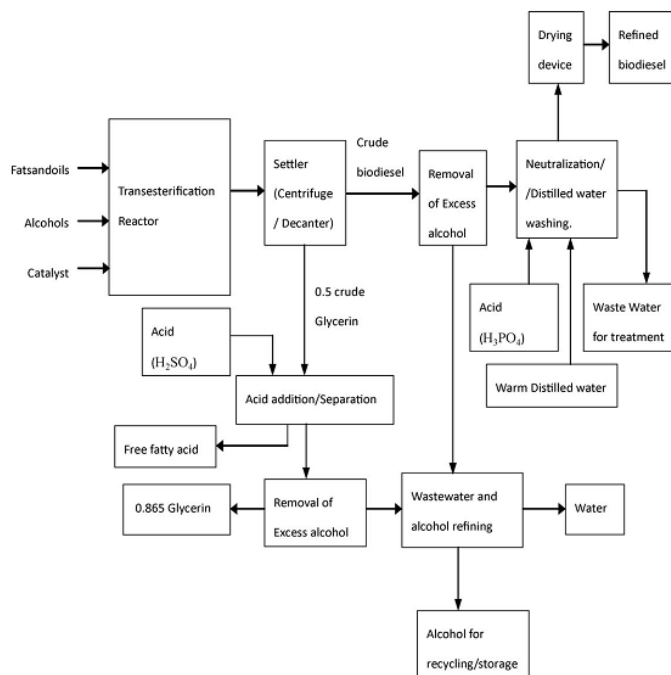 Drying
device
Refined
biodiesel
Fatsandoils
Alcohols
Catalyst
Transesterification
Reactor
Settler
(Centrifuge
/ Decanter)
Crude
biodiesel
Removal
of Excess
alcohol
Neutralization/
/Distilled water
washing.
0.5 crude
Glycerin
Acid
(H₂SO₄)
Acid
(H₃PO₄)
Waste Water
for treatment
Warm Distilled water
Acid addition/Separation
Free fatty acid
0.865 Glycerin
Removal of
Excess alcohol
Wastewater and
alcohol refining
Water
Alcohol for
recycling/storage